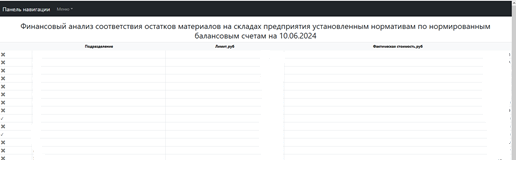 Панель навигации Меню
Финансовый анализ соответствия остатков материалов на складах предприятия установленным нормативам по нормированным
балансовым счетам на 10.06.2024
Подразделение Лимит,руб Фактическая стоимость,руб